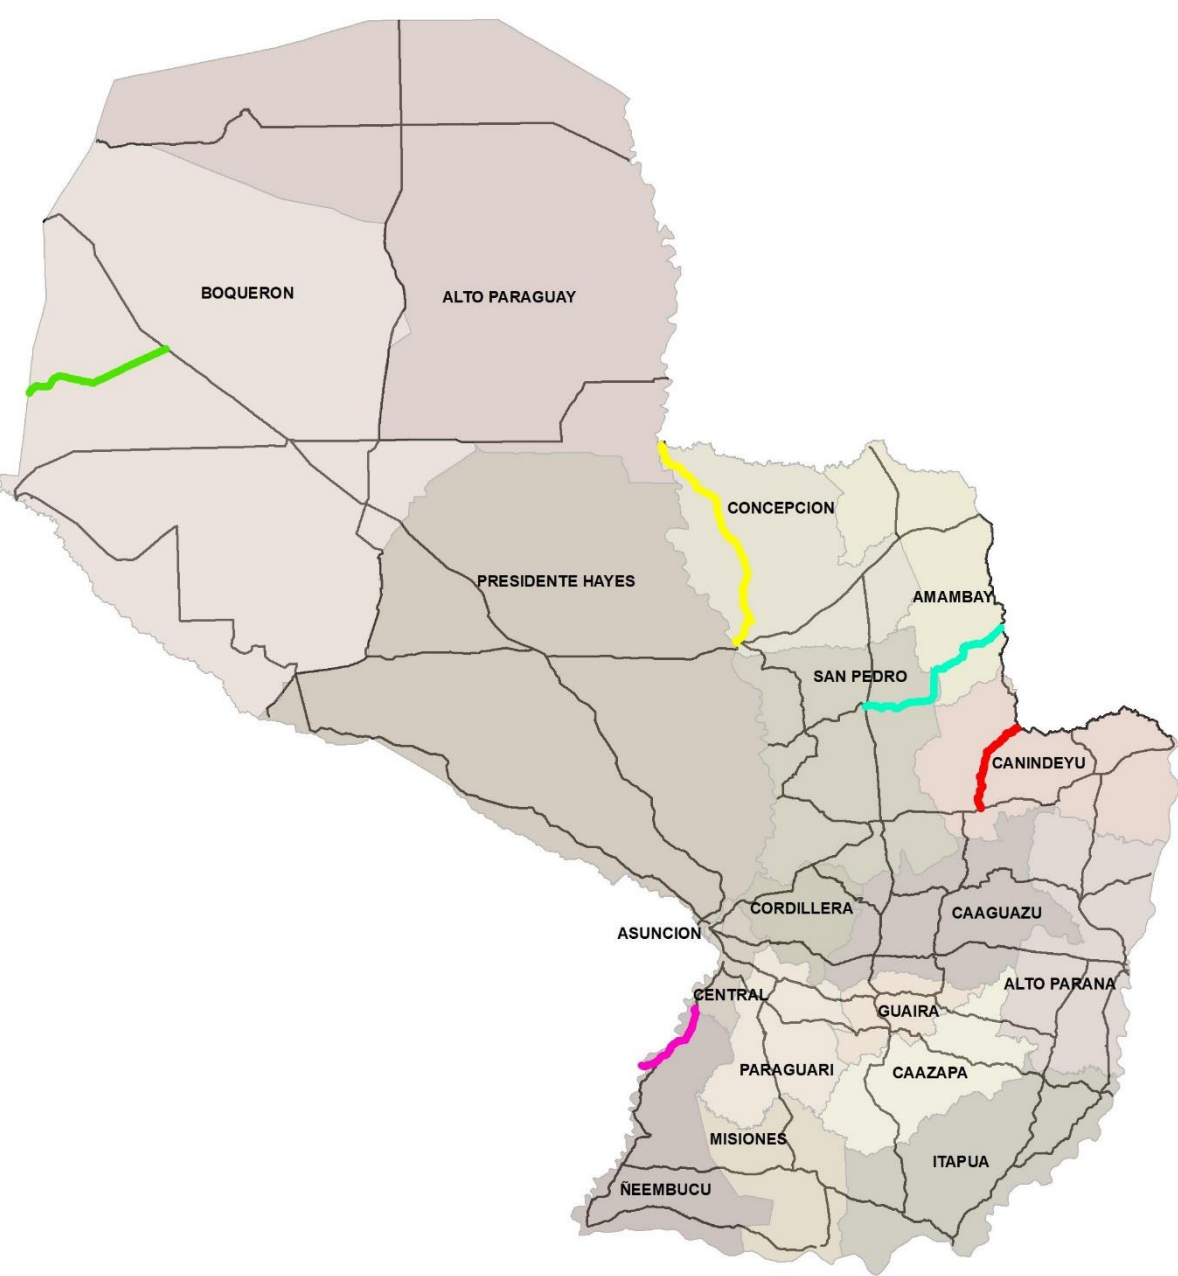 BOQUERON
ALTO PARAGUAY
CONCEPCION
PRESIDENTE HAYES
AMAMBAY
SAN PEDRO
CANINDEYU
CORDILLERA
CAAGUAZU
ASUNCION
ALTO PARANA
CENTRAL
GUAIRA
PARAGUARI
CAAZAPA
MISIONES
ITAPUA
ÑEEMBUCU